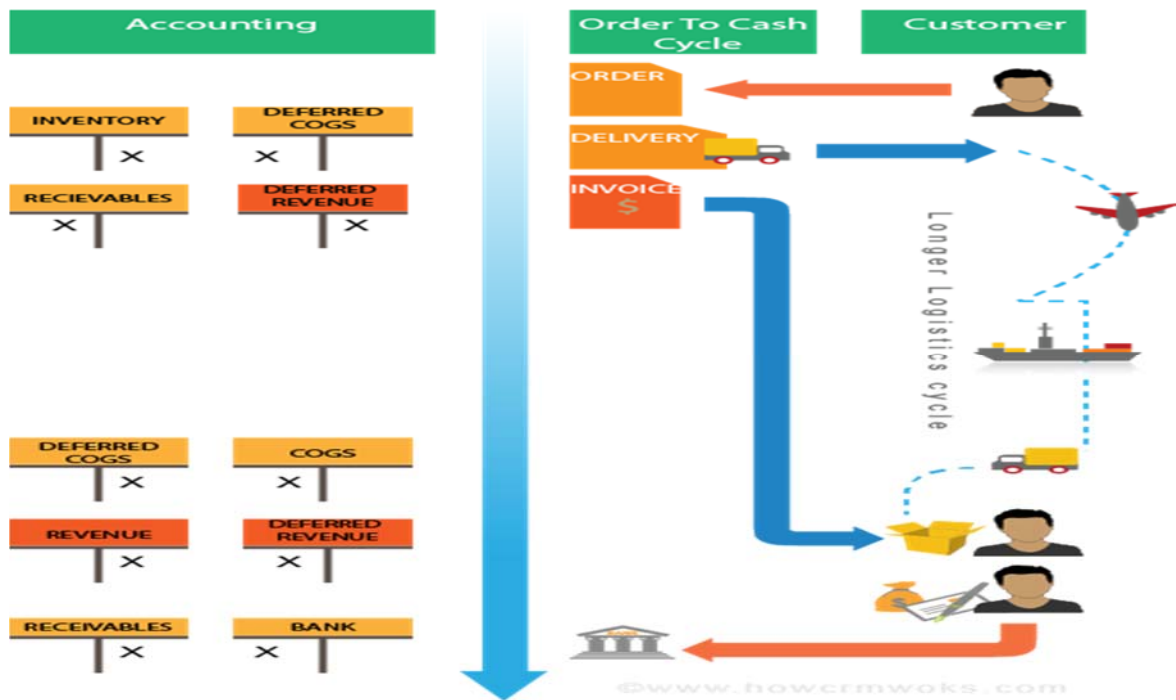 Accounting
Order To Cash
Cycle
Customer
ORDER
INVENTORY
DEFERRED
COGS
DELIVERY
RECIEVABLES
DEFERRED
REVENUE
INVOICE
$
Longer Logistics cycle
DEFERRED
COGS
COGS
REVENUE
DEFERRED
REVENUE
$
RECEIVABLES
BANK
BANK
©www.howcrmwoks.com